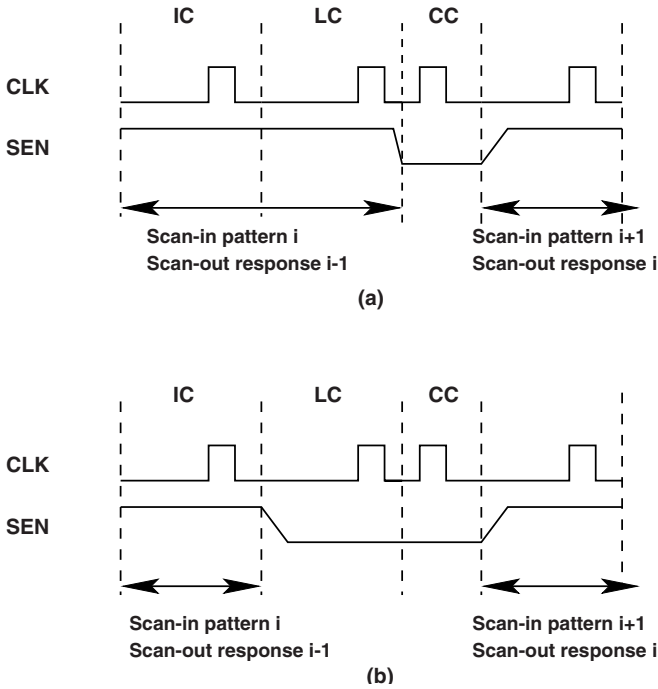 IC LC CC
CLK
SEN
Scan-in pattern i Scan-in pattern i+1
Scan-out response i-1 Scan-out response i
(a)
IC LC CC
CLK
SEN
Scan-in pattern i Scan-in pattern i+1
Scan-out response i-1 Scan-out response i
(b)